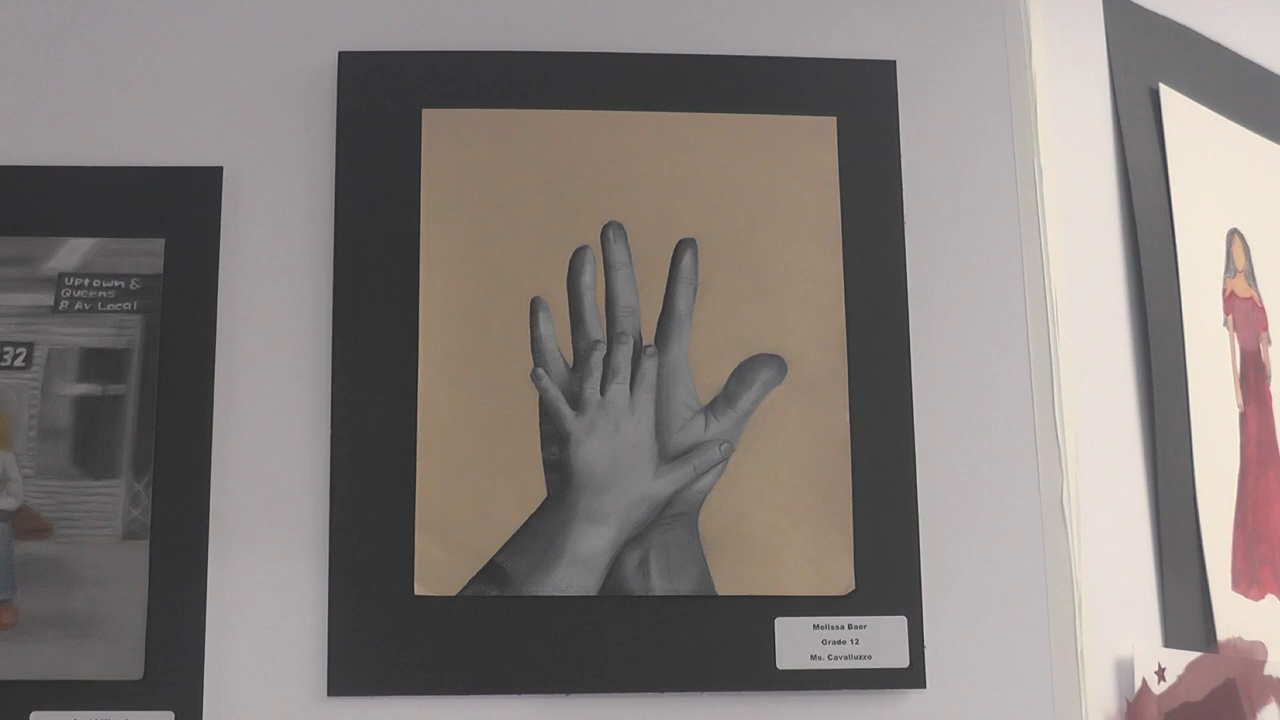 Uptown &
Queens
8 Av Local
32
Melissa Baer
Grade 12
Ms. Cavalluzzo